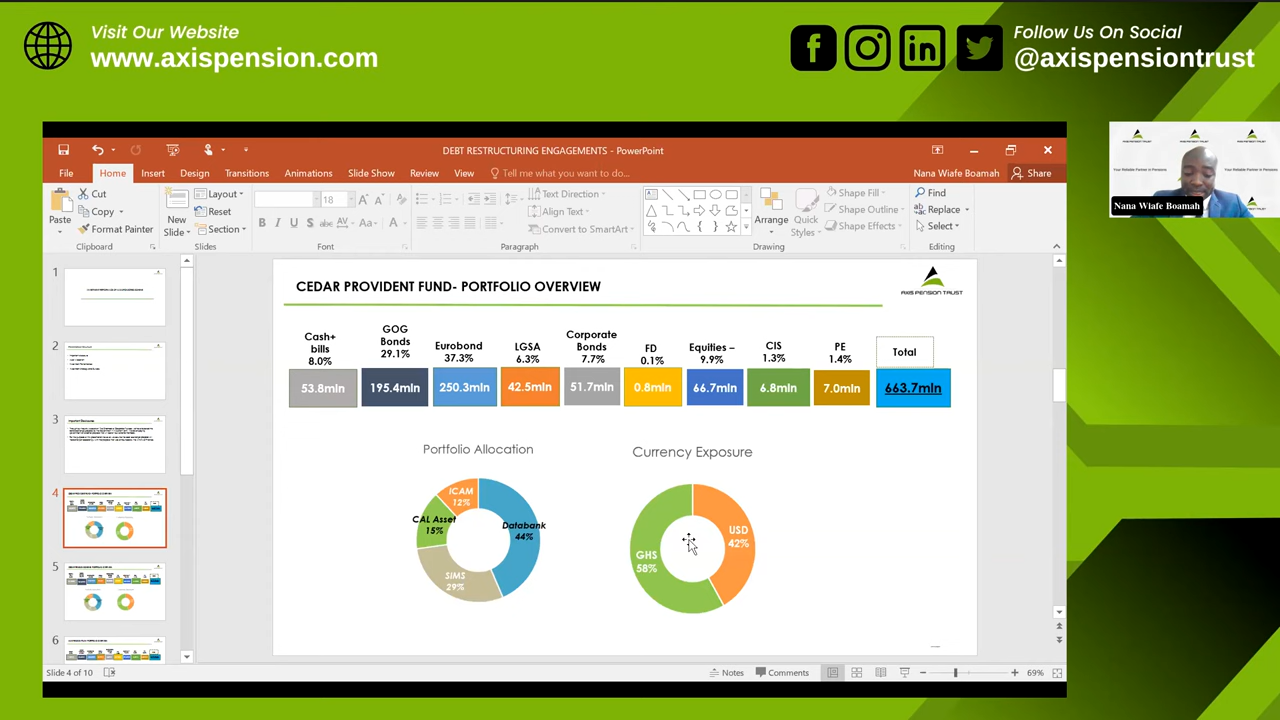 Visit Our Website
www.axispension.com
Follow Us On Social
@axispensiontrust
DEBT RESTRUCTURING ENGAGEMENTS - PowerPoint
File
Home
Insert
Design
Transitions
Animations
Slide Show
Review
View
Tell me what you want to do...
Nana Wiafe Boamah
Share
Paste
Cut
Copy
Format Painter
Clipboard
New Slide
Layout
Reset
Section
Slides
18
Font
Text Direction
Align Text
Convert to SmartArt
Paragraph
Arrange
Quick Styles
Shape Fill
Shape Outline
Shape Effects
Drawing
Find
Replace
Select
Editing
Nana Wiafe Boamah
1
2
3
4
5
6
CEDAR PROVIDENT FUND- PORTFOLIO OVERVIEW
AXIS PENSION TRUST
Cash+ bills 8.0%
GOG Bonds 29.1%
Eurobond 37.3%
LGSA 6.3%
Corporate Bonds 7.7%
FD 0.1%
Equities – 9.9%
CIS 1.3%
PE 1.4%
Total
53.8mln
195.4mln
250.3mln
42.5mln
51.7mln
0.8mln
66.7mln
6.8mln
7.0mln
663.7mln
Portfolio Allocation
ICAM 12%
CAL Asset 15%
Databank 44%
SIMS 29%
Currency Exposure
USD 42%
GHS 58%
Slide 4 of 10
Notes
Comments
69%